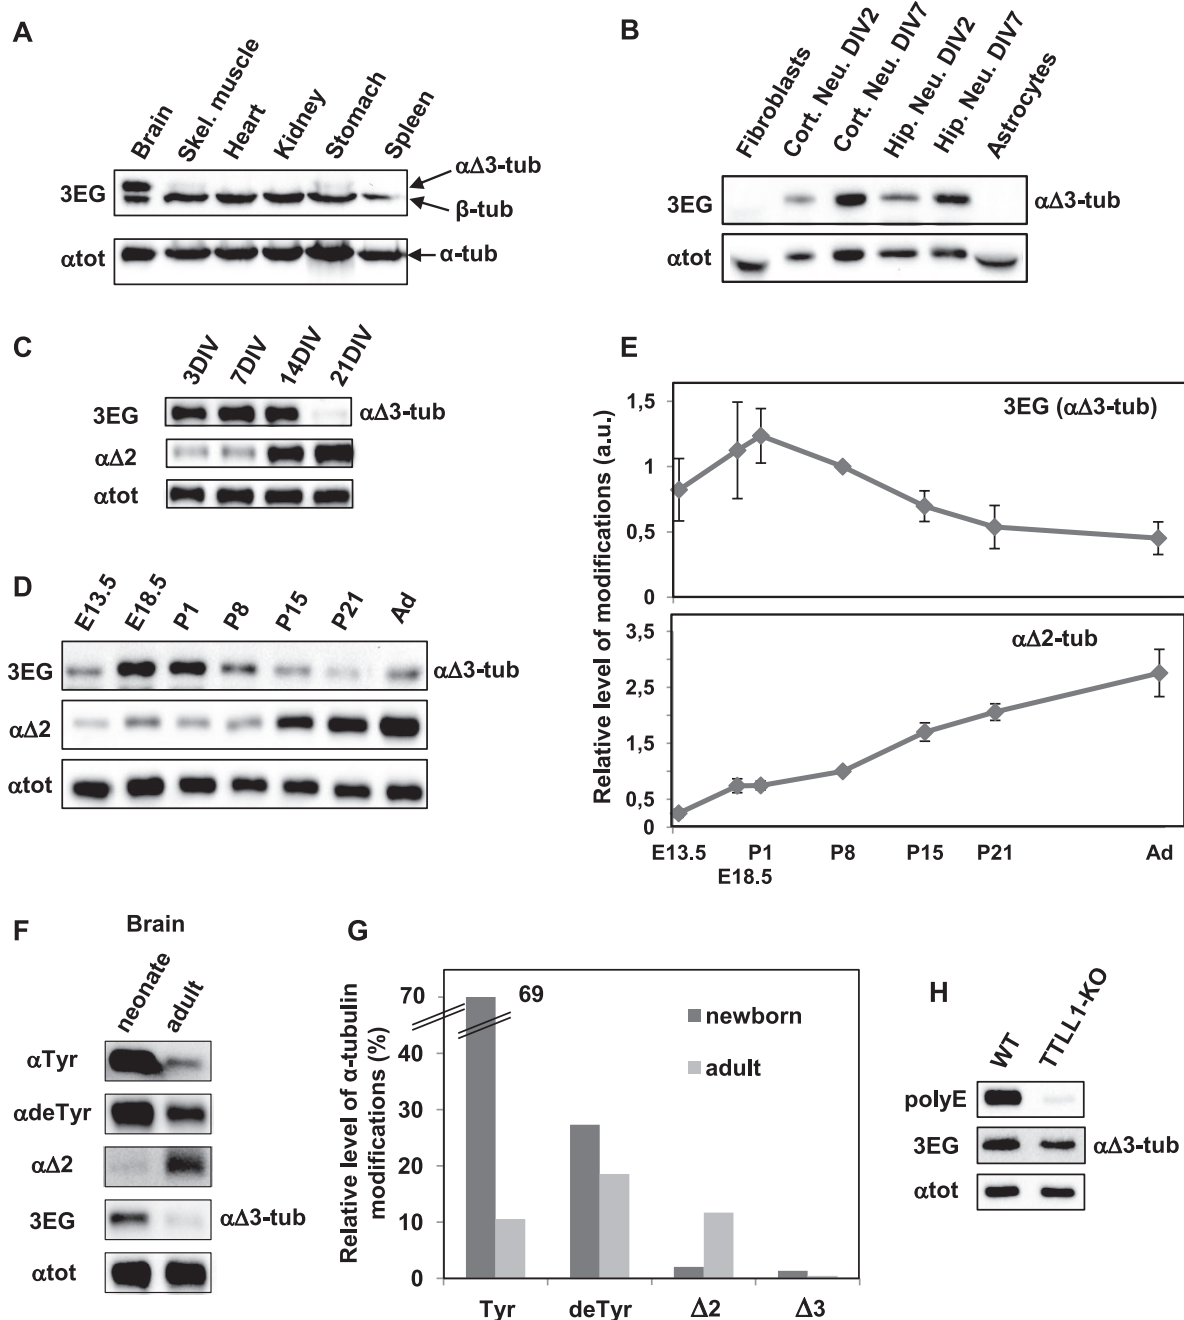 A
Brain
Skel. muscle
Heart
Kidney
Stomach
Spleen
3EG
αΔ3-tub
β-tub
αtot
α-tub
B
Fibroblasts
Cort. Neu. DIV2
Cort. Neu. DIV7
Hip. Neu. DIV2
Hip. Neu. DIV7
Astrocytes
3EG
αΔ3-tub
αtot
C
3DIV
7DIV
14DIV
21DIV
3EG
αΔ3-tub
αΔ2
αtot
D
E13.5
E18.5
P1
P8
P15
P21
Ad
3EG
αΔ3-tub
αΔ2
αtot
E
Relative level of modifications (a.u.)
3EG (αΔ3-tub)
1,5
1
0,5
0
αΔ2-tub
3,5
2,5
1,5
0,5
0
E13.5
E18.5
P1
P8
P15
P21
Ad
F
Brain
neonate
adult
αTyr
αdeTyr
αΔ2
3EG
αΔ3-tub
αtot
G
Relative level of α-tubulin
modifications (%)
70
40
30
20
10
0
69
newborn
adult
Tyr
deTyr
Δ2
Δ3
H
WT
TTLL1-KO
polyE
3EG
αΔ3-tub
αtot